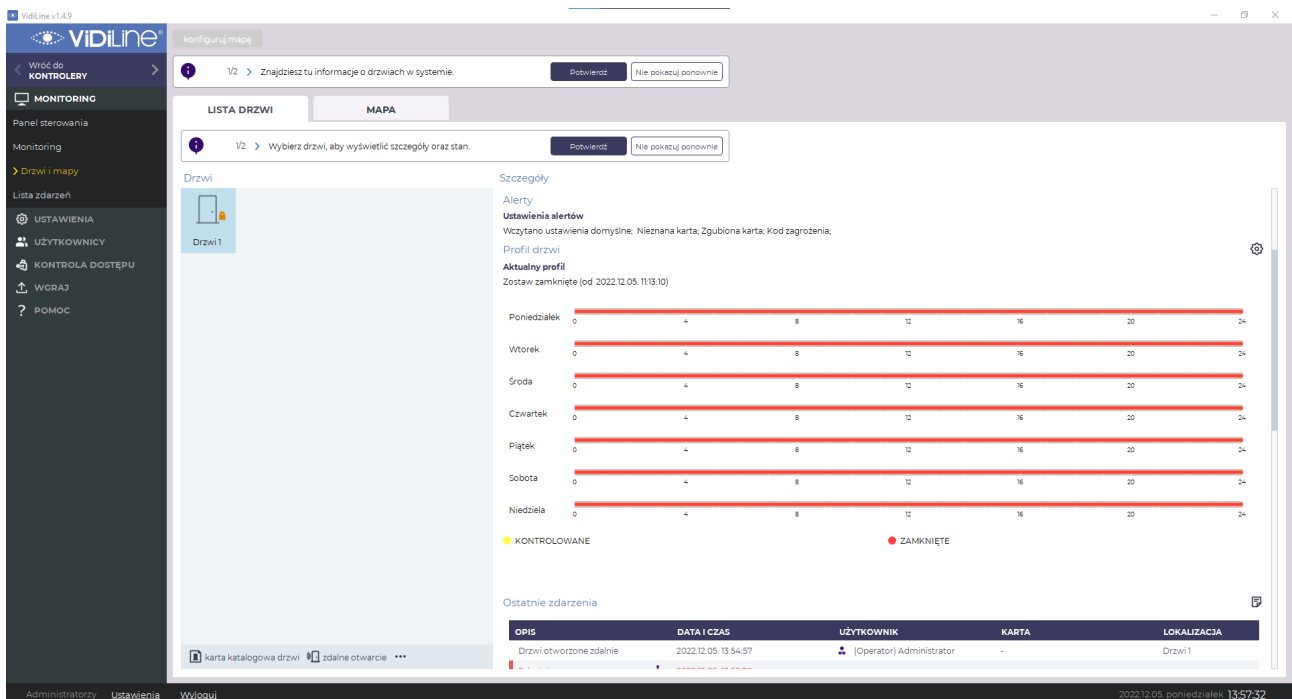 VidiLine v1.4.9
ViDiLine®
konfiguruj mapę
Wróć do
KONTROLERY
1/2 Znajdziesz tu informacje o drzwiach w systemie. Potwierdź Nie pokazuj ponownie
MONITORING
Panel sterowania
Monitoring
Drzwi i mapy
Lista zdarzeń
USTAWIENIA
UŻYTKOWNICY
KONTROLA DOSTĘPU
WGRAJ
POMOC
LISTA DRZWI MAPA
1/2 Wybierz drzwi, aby wyświetlić szczegóły oraz stan. Potwierdź Nie pokazuj ponownie
Drzwi
Drzwi 1
karta katalogowa drzwi zdalne otwarcie •••
Szczegóły
Alerty
Ustawienia alertów
Wczytano ustawienia domyślne; Nieznana karta; Zgubiona karta; Kod zagrożenia;
Profil drzwi
Aktualny profil
Zostaw zamknięte (od 2022.12.05. 11:13:10)
Poniedziałek
0 4 8 12 16 20 24
Wtorek
0 4 8 12 16 20 24
Środa
0 4 8 12 16 20 24
Czwartek
0 4 8 12 16 20 24
Piątek
0 4 8 12 16 20 24
Sobota
0 4 8 12 16 20 24
Niedziela
0 4 8 12 16 20 24
KONTROLOWANE ZAMKNIĘTE
Ostatnie zdarzenia
OPIS DATA I CZAS UŻYTKOWNIK KARTA LOKALIZACJA
Drzwi otworzone zdalnie 2022.12.05. 13:54:57 (Operator) Administrator - Drzwi 1
Administratorzy Ustawienia Wyloguj 2022.12.05. poniedziałek 13:57:32